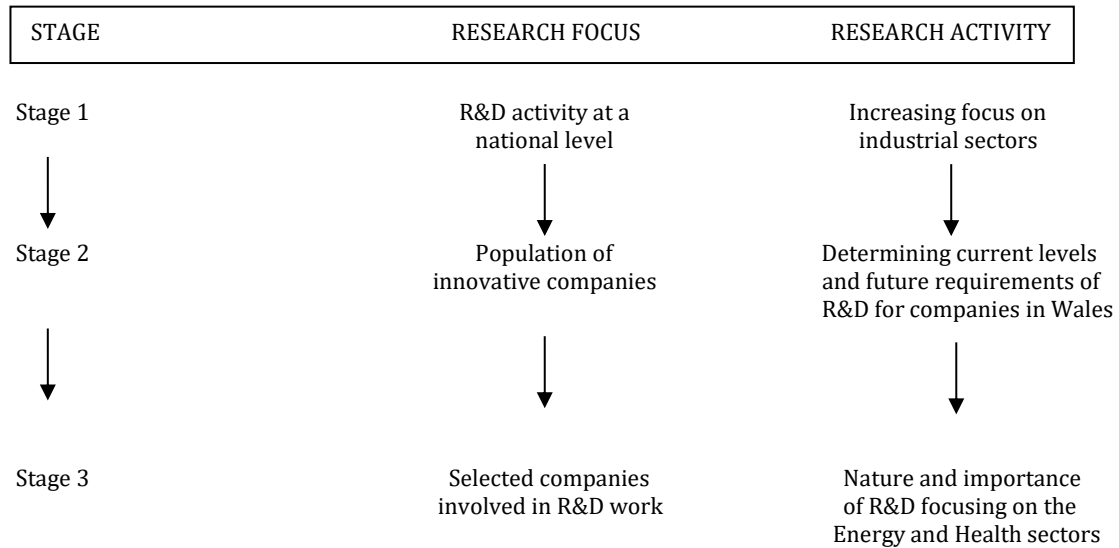 STAGE RESEARCH FOCUS RESEARCH ACTIVITY
Stage 1 R&D activity at a Increasing focus on
national level industrial sectors
Stage 2 Population of Determining current levels
innovative companies and future requirements of
R&D for companies in Wales
Stage 3 Selected companies Nature and importance
involved in R&D work of R&D focusing on the
Energy and Health sectors